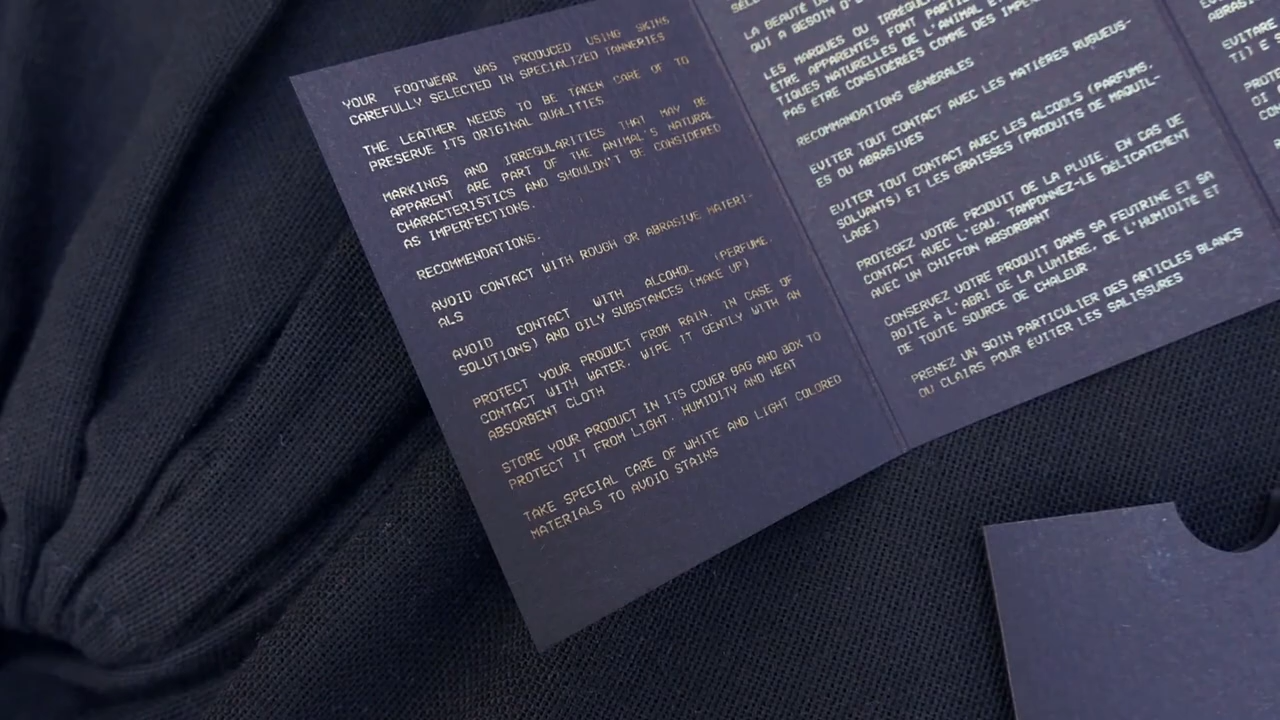 YOUR FOOTWEAR WAS PRODUCED USING SKINS
CAREFULLY SELECTED IN SPECIALIZED TANNERIES
THE LEATHER NEEDS TO BE TAKEN CARE OF TO
PRESERVE ITS ORIGINAL QUALITIES
MARKINGS AND IRREGULARITIES THAT MAY BE
APPARENT ARE PART OF THE ANIMAL'S NATURAL
CHARACTERISTICS AND SHOULDN'T BE CONSIDERED
AS IMPERFECTIONS.
RECOMMENDATIONS.
AVOID CONTACT WITH ROUGH OR ABRASIVE MATERI-
ALS
AVOID CONTACT WITH ALCOHOL (PERFUME,
SOLUTIONS) AND OILY SUBSTANCES (MAKE UP)
PROTECT YOUR PRODUCT FROM RAIN. IN CASE OF
CONTACT WITH WATER, WIPE IT GENTLY WITH AN
ABSORBENT CLOTH
STORE YOUR PRODUCT IN ITS COVER BAG AND BOX TO
PROTECT IT FROM LIGHT, HUMIDITY AND HEAT
TAKE SPECIAL CARE OF WHITE AND LIGHT COLORED
MATERIALS TO AVOID STAINS
LA BEAUTÉ
QUI A BESOIN
LES MARQUES OU
ÊTRE APPARENTES FONT
TIQUES NATURELLES DE L'ANIMAL ET
PAS ETRE CONSIDÉRÉES COMME DES
RECOMMANDATIONS GÉNÉRALES
EVITER TOUT CONTACT AVEC LES MATIÈRES RUGUEUS-
ES OU ABRASIVES
EVITER TOUT CONTACT AVEC LES ALCOOLS (PARFUMS,
SOLVANTS) ET LES GRAISSES (PRODUITS DE MAQUIL-
LAGE)
PROTÉGEZ VOTRE PRODUIT DE LA PLUIE. EN CAS DE
CONTACT AVEC L'EAU, TAMPONNEZ-LE DÉLICATEMENT
AVEC UN CHIFFON ABSORBANT
CONSERVEZ VOTRE PRODUIT DANS SA FEUTRINE ET SA
BOITE À L'ABRI DE LA LUMIÈRE, DE L'HUMIDITÉ ET
DE TOUTE SOURCE DE CHALEUR
PRENEZ UN SOIN PARTICULIER DES ARTICLES BLANCS
OU CLAIRS POUR ÉVITER LES SALISSURES
EVITARE